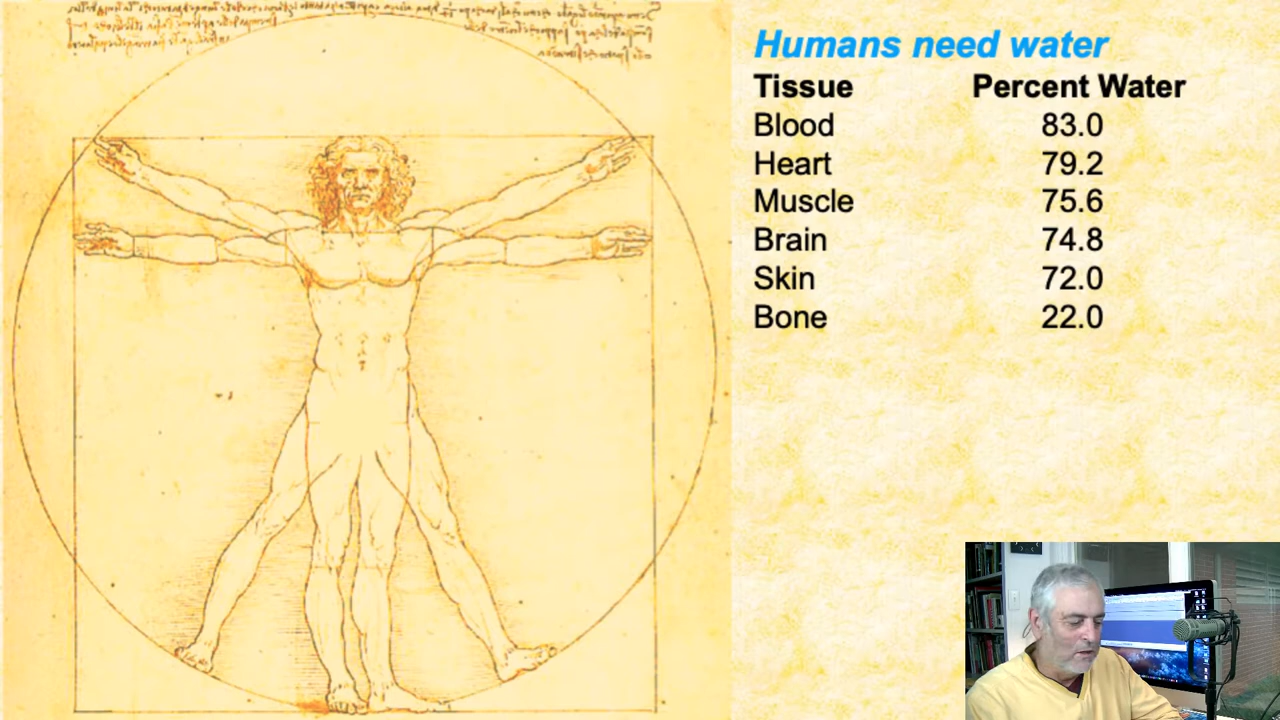 Humans need water
Tissue Percent Water
Blood 83.0
Heart 79.2
Muscle 75.6
Brain 74.8
Skin 72.0
Bone 22.0